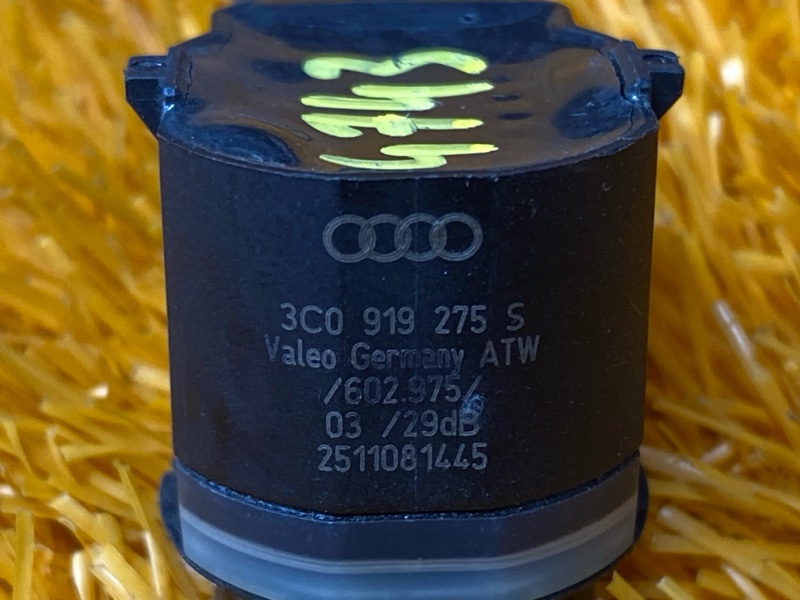 3C0 919 275 S
Valeo Germany ATW
/602.975/
03 /29dB
2511081445